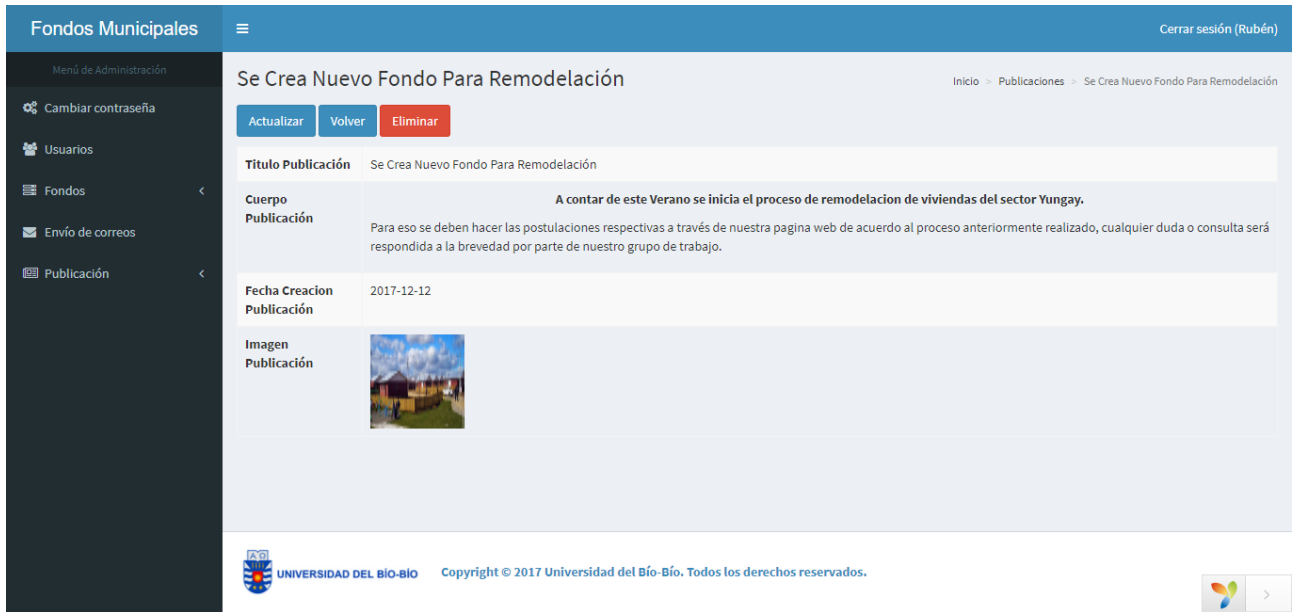 Fondos Municipales
Cerrar sesión (Rubén)
Menú de Administración
Cambiar contraseña
Usuarios
Fondos
Envío de correos
Publicación
Se Crea Nuevo Fondo Para Remodelación
Inicio > Publicaciones > Se Crea Nuevo Fondo Para Remodelación
Actualizar
Volver
Eliminar
Titulo Publicación
Se Crea Nuevo Fondo Para Remodelación
Cuerpo
Publicación
A contar de este Verano se inicia el proceso de remodelacion de viviendas del sector Yungay.
Para eso se deben hacer las postulaciones respectivas a través de nuestra pagina web de acuerdo al proceso anteriormente realizado, cualquier duda o consulta será
respondida a la brevedad por parte de nuestro grupo de trabajo.
Fecha Creacion
Publicación
2017-12-12
Imagen
Publicación
UNIVERSIDAD DEL BÍO-BÍO
Copyright © 2017 Universidad del Bío-Bío. Todos los derechos reservados.